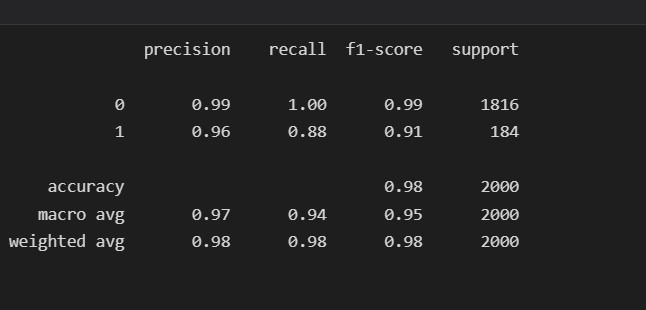 precision recall f1-score support
0 0.99 1.00 0.99 1816
1 0.96 0.88 0.91 184
accuracy 0.98 2000
macro avg 0.97 0.94 0.95 2000
weighted avg 0.98 0.98 0.98 2000